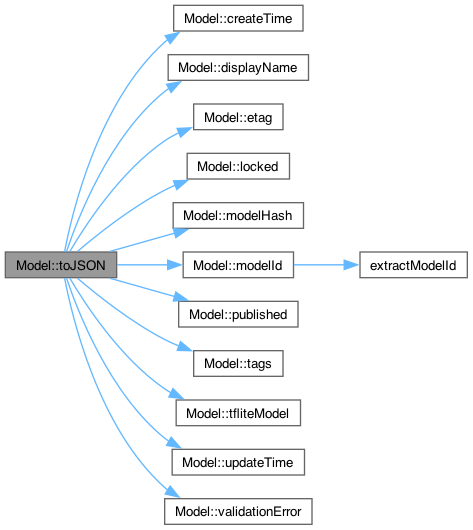 Model::createTime
Model::displayName
Model::etag
Model::locked
Model::modelHash
Model::toJSON
Model::modelId
extractModelId
Model::published
Model::tags
Model::tfliteModel
Model::updateTime
Model::validationError